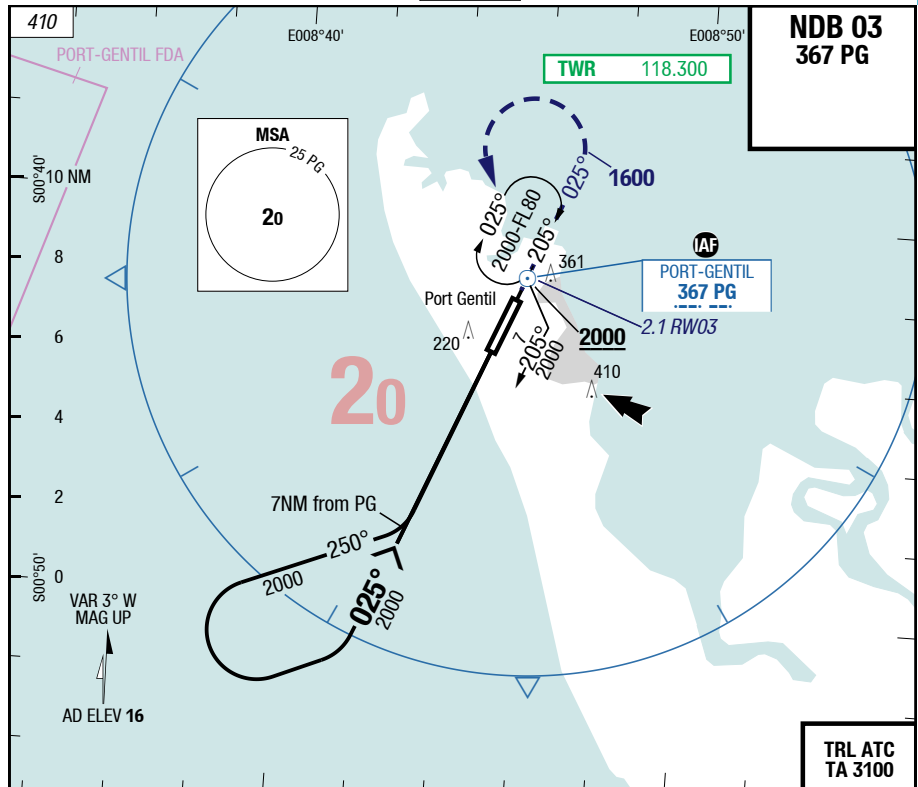 410
E008°40'
E008°50'
NDB 03
367 PG
PORT-GENTIL FDA
TWR 118.300
MSA
25 PG
20
S00°40'
10 NM
8
6
4
2
0
S00°50'
025°
1600
025°
2000-FL80
205°
361
IAF
PORT-GENTIL
367 PG
Port Gentil
220
2.1 RW03
2000
7
205°
2000
410
20
7NM from PG
250°
2000
025°
2000
VAR 3° W
MAG UP
AD ELEV 16
TRL ATC
TA 3100